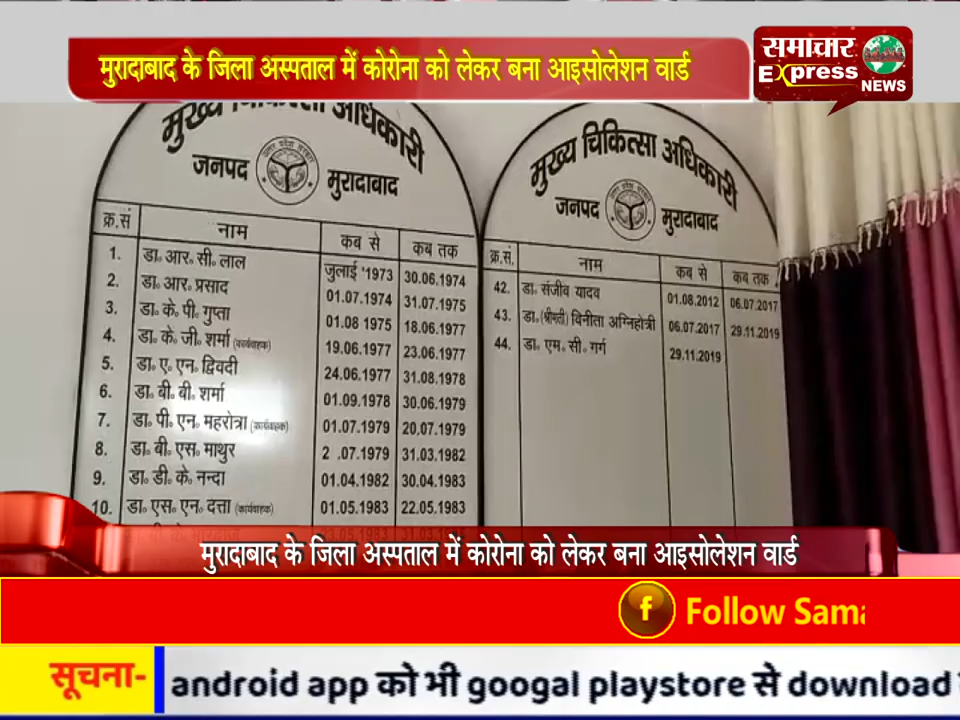 मुरादाबाद के जिला अस्पताल में कोरोना को लेकर बना आइसोलेशन वार्ड
समाचार
Express
NEWS
मुख्य चिकित्सा अधिकारी
जनपद मुरादाबाद
क्र.सं नाम कब से कब तक
1. डा॰ आर॰ सी॰ लाल जुलाई '1973 30.06.1974
2. डा॰ आर॰ प्रसाद 01.07.1974 31.07.1975
3. डा॰ के॰ पी॰ गुप्ता 01.08 1975 18.06.1977
4. डा॰ के॰ जी॰ शर्मा (कार्यवाहक) 19.06.1977 23.06.1977
5. डा॰ ए॰ एन॰ द्विवदी 24.06.1977 31.08.1978
6. डा॰ बी॰ बी॰ शर्मा 01.09.1978 30.06.1979
7. डा॰ पी॰ एन॰ महरोत्रा (कार्यवाहक) 01.07.1979 20.07.1979
8. डा॰ बी॰ एस॰ माथुर 2 .07.1979 31.03.1982
9. डा॰ डी॰ के॰ नन्दा 01.04.1982 30.04.1983
10. डा॰ एस॰ एन॰ दत्ता (कार्यवाहक) 01.05.1983 22.05.1983
मुख्य चिकित्सा अधिकारी
जनपद मुरादाबाद
क्र.सं. नाम कब से कब तक
42. डा॰ संजीव यादव 01.08.2012 06.07.2017
43. डा॰ (श्रीमती) विनीता अग्निहोत्री 06.07.2017 29.11.2019
44. डा॰ एम॰ सी॰ गर्ग 29.11.2019
मुरादाबाद के जिला अस्पताल में कोरोना को लेकर बना आइसोलेशन वार्ड
f Follow Sama
सूचना- android app को भी googal playstore से download